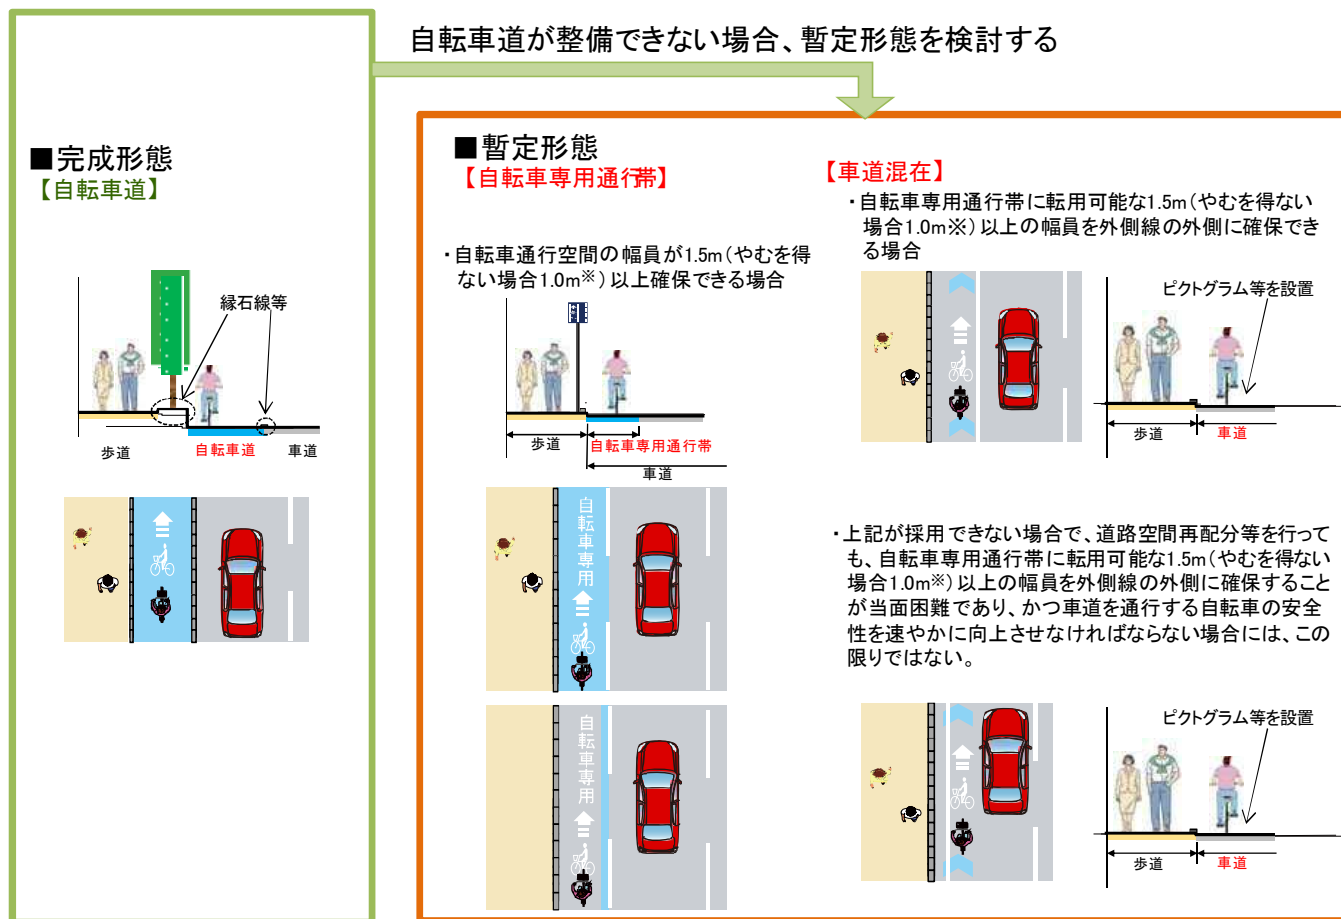 自転車道が整備できない場合、暫定形態を検討する
■完成形態
【自転車道】
縁石線等
歩道
自転車道
車道
■暫定形態
【自転車専用通行帯】
・自転車通行空間の幅員が1.5m(やむを得
ない場合1.0m※)以上確保できる場合
歩道
自転車専用通行帯
車道
自転車専用
自転車専用
【車道混在】
・自転車専用通行帯に転用可能な1.5m(やむを得ない
場合1.0m※)以上の幅員を外側線の外側に確保でき
る場合
ピクトグラム等を設置
歩道
車道
・上記が採用できない場合で、道路空間再配分等を行って
も、自転車専用通行帯に転用可能な1.5m(やむを得ない
場合1.0m※)以上の幅員を外側線の外側に確保すること
が当面困難であり、かつ車道を通行する自転車の安全
性を速やかに向上させなければならない場合には、この
限りではない。
ピクトグラム等を設置
歩道
車道